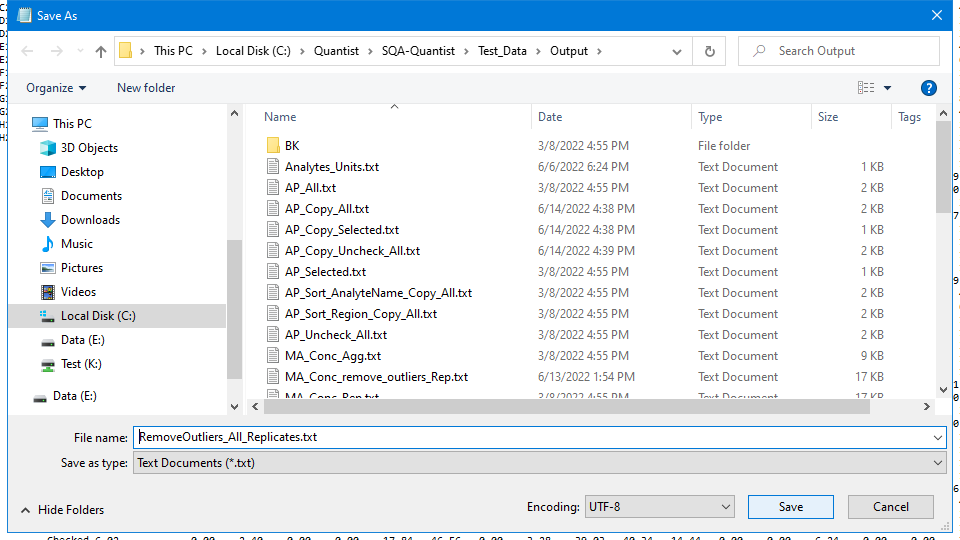 Save As
This PC > Local Disk (C:) > Quantist > SQA-Quantist > Test_Data > Output >
Search Output
Organize
New folder
?
This PC
3D Objects
Desktop
Documents
Downloads
Music
Pictures
Videos
Local Disk (C:)
Data (E:)
Test (K:)
Data (E:)
Name Date Type Size Tags
BK 3/8/2022 4:55 PM File folder
Analytes_Units.txt 6/6/2022 6:24 PM Text Document 1 KB
AP_All.txt 3/8/2022 4:55 PM Text Document 2 KB
AP_Copy_All.txt 6/14/2022 4:38 PM Text Document 2 KB
AP_Copy_Selected.txt 6/14/2022 4:38 PM Text Document 1 KB
AP_Copy_Uncheck_All.txt 6/14/2022 4:39 PM Text Document 2 KB
AP_Selected.txt 3/8/2022 4:55 PM Text Document 1 KB
AP_Sort_AnalyteName_Copy_All.txt 3/8/2022 4:55 PM Text Document 2 KB
AP_Sort_Region_Copy_All.txt 3/8/2022 4:55 PM Text Document 2 KB
AP_Uncheck_All.txt 3/8/2022 4:55 PM Text Document 2 KB
MA_Conc_Agg.txt 3/8/2022 4:55 PM Text Document 9 KB
MA_Conc_remove_outliers_Rep.txt 6/13/2022 1:54 PM Text Document 17 KB
MA_Conc_Rep.txt 3/8/2022 4:55 PM Text Document 17 KB
File name: RemoveOutliers_All_Replicates.txt
Save as type: Text Documents (*.txt)
Hide Folders
Encoding: UTF-8
Save
Cancel